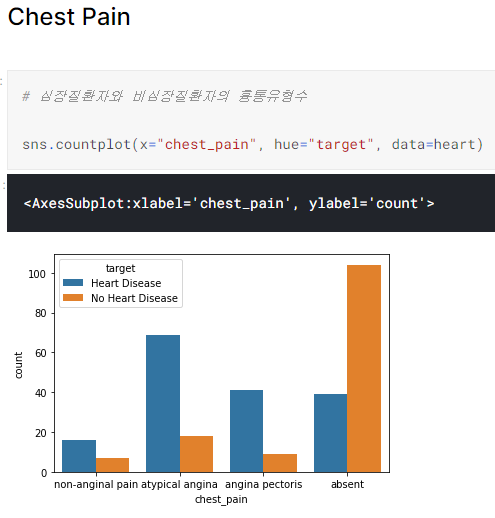 Chest Pain
# 심장질환자와 비심장질환자의 흉통유형수
sns.countplot(x="chest_pain", hue="target", data=heart)
<AxesSubplot:xlabel='chest_pain', ylabel='count'>
target
Heart Disease
No Heart Disease
100
80
60
40
20
0
count
non-anginal pain atypical angina angina pectoris absent
chest_pain